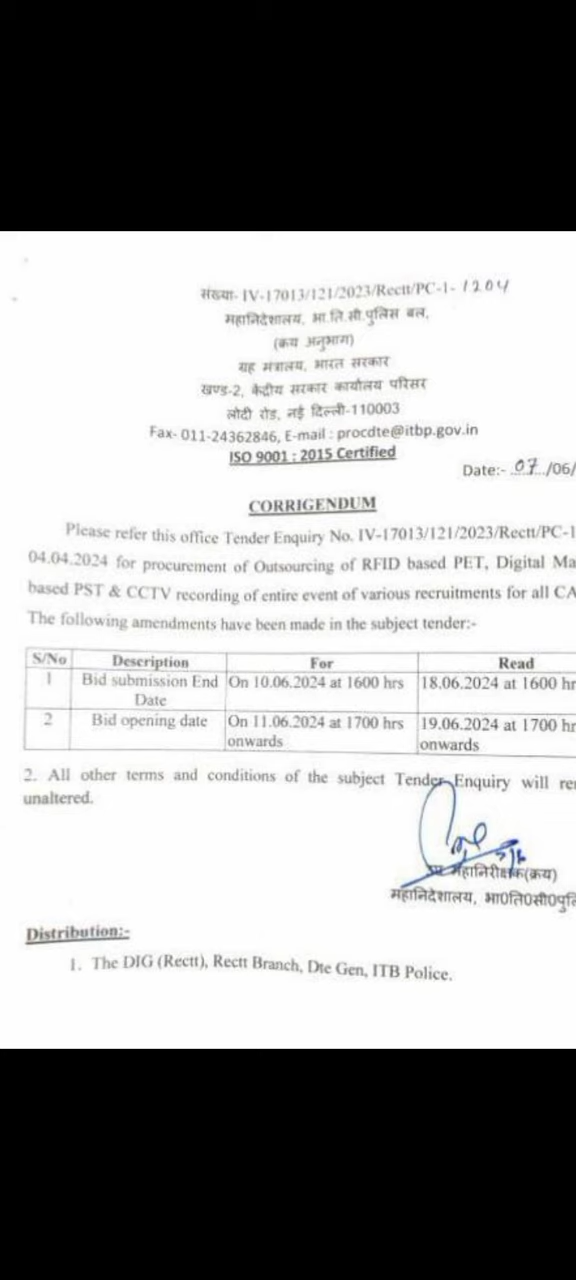 संख्या- IV-17013/121/2023/Rectt/PC-1- 1204
महानिदेशालय, भा.ति.सी.पुलिस बल,
(क्रय अनुभाग)
गृह मंत्रालय, भारत सरकार
खण्ड-2, केंद्रीय सरकार कार्यालय परिसर
लोदी रोड, नई दिल्ली-110003
Fax- 011-24362846, E-mail : procdte@itbp.gov.in
ISO 9001 : 2015 Certified
Date:- 07 /06/
CORRIGENDUM
Please refer this office Tender Enquiry No. IV-17013/121/2023/Rectt/PC-1
04.04.2024 for procurement of Outsourcing of RFID based PET, Digital Ma
based PST & CCTV recording of entire event of various recruitments for all CA
The following amendments have been made in the subject tender:-
S/No Description For Read
1 Bid submission End Date On 10.06.2024 at 1600 hrs 18.06.2024 at 1600 hr
2 Bid opening date On 11.06.2024 at 1700 hrs onwards 19.06.2024 at 1700 hr onwards
2. All other terms and conditions of the subject Tender Enquiry will re
unaltered.
महानिरीक्षक(क्रय)
महानिदेशालय, भा0ति0सी0पुलि
Distribution:-
1. The DIG (Rectt), Rectt Branch, Dte Gen, ITB Police.